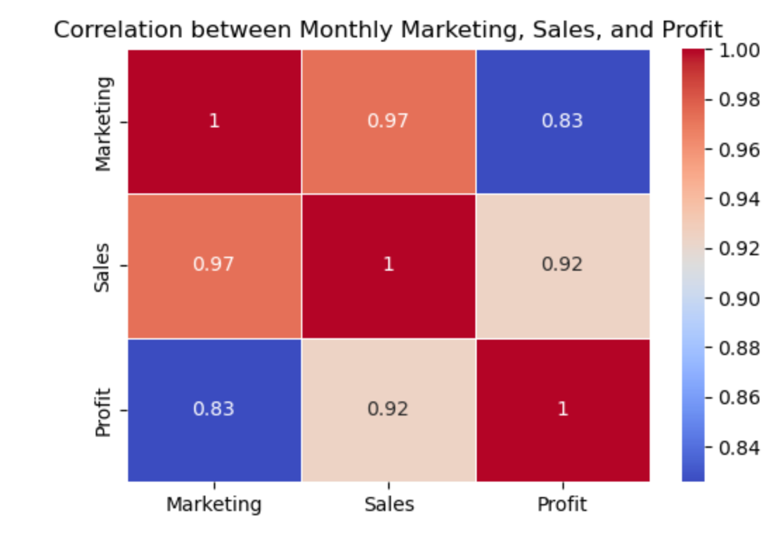 Correlation between Monthly Marketing, Sales, and Profit
Marketing
1
0.97
0.83
Sales
0.97
1
0.92
Profit
0.83
0.92
1
Marketing
Sales
Profit
1.00
0.98
0.96
0.94
0.92
0.90
0.88
0.86
0.84